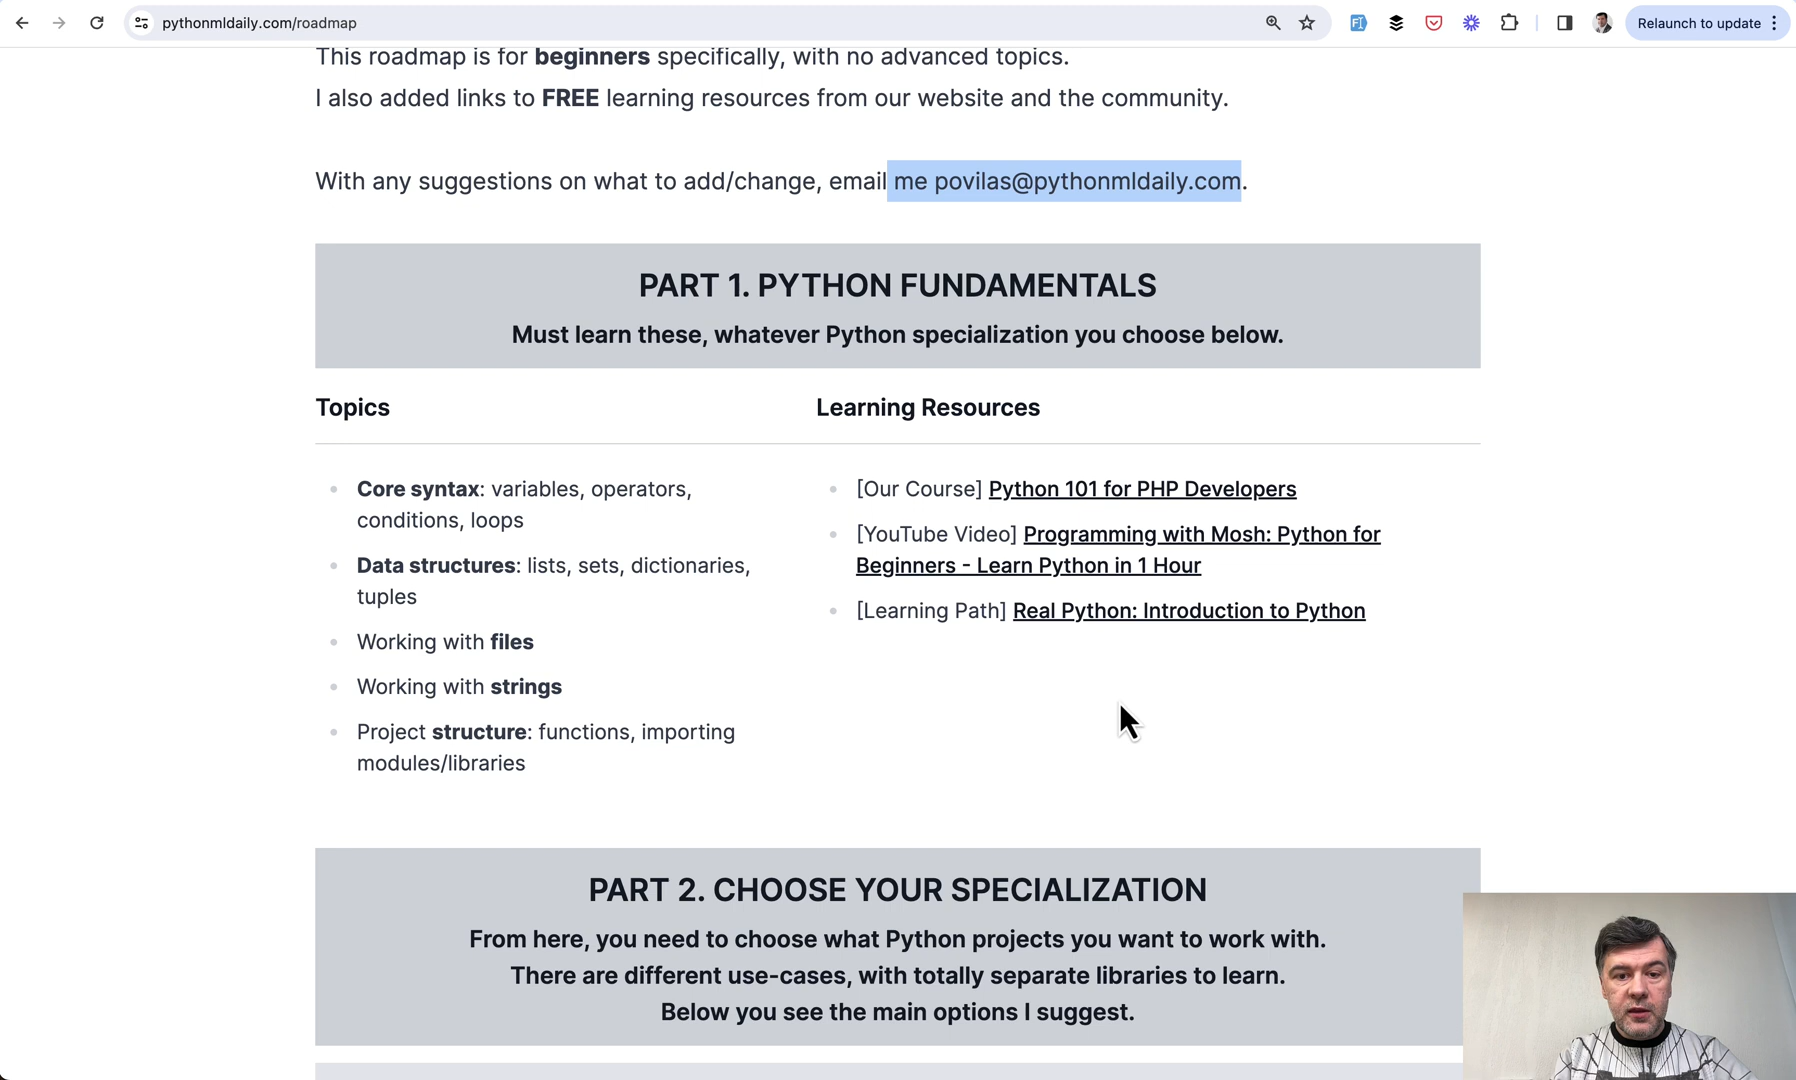 pythonmldaily.com/roadmap
Relaunch to update
This roadmap is for beginners specifically, with no advanced topics.
I also added links to FREE learning resources from our website and the community.
With any suggestions on what to add/change, email me povilas@pythonmldaily.com.
PART 1. PYTHON FUNDAMENTALS
Must learn these, whatever Python specialization you choose below.
Topics
Learning Resources
Core syntax: variables, operators,
conditions, loops
Data structures: lists, sets, dictionaries,
tuples
Working with files
Working with strings
Project structure: functions, importing
modules/libraries
[Our Course] Python 101 for PHP Developers
[YouTube Video] Programming with Mosh: Python for
Beginners - Learn Python in 1 Hour
[Learning Path] Real Python: Introduction to Python
PART 2. CHOOSE YOUR SPECIALIZATION
From here, you need to choose what Python projects you want to work with.
There are different use-cases, with totally separate libraries to learn.
Below you see the main options I suggest.